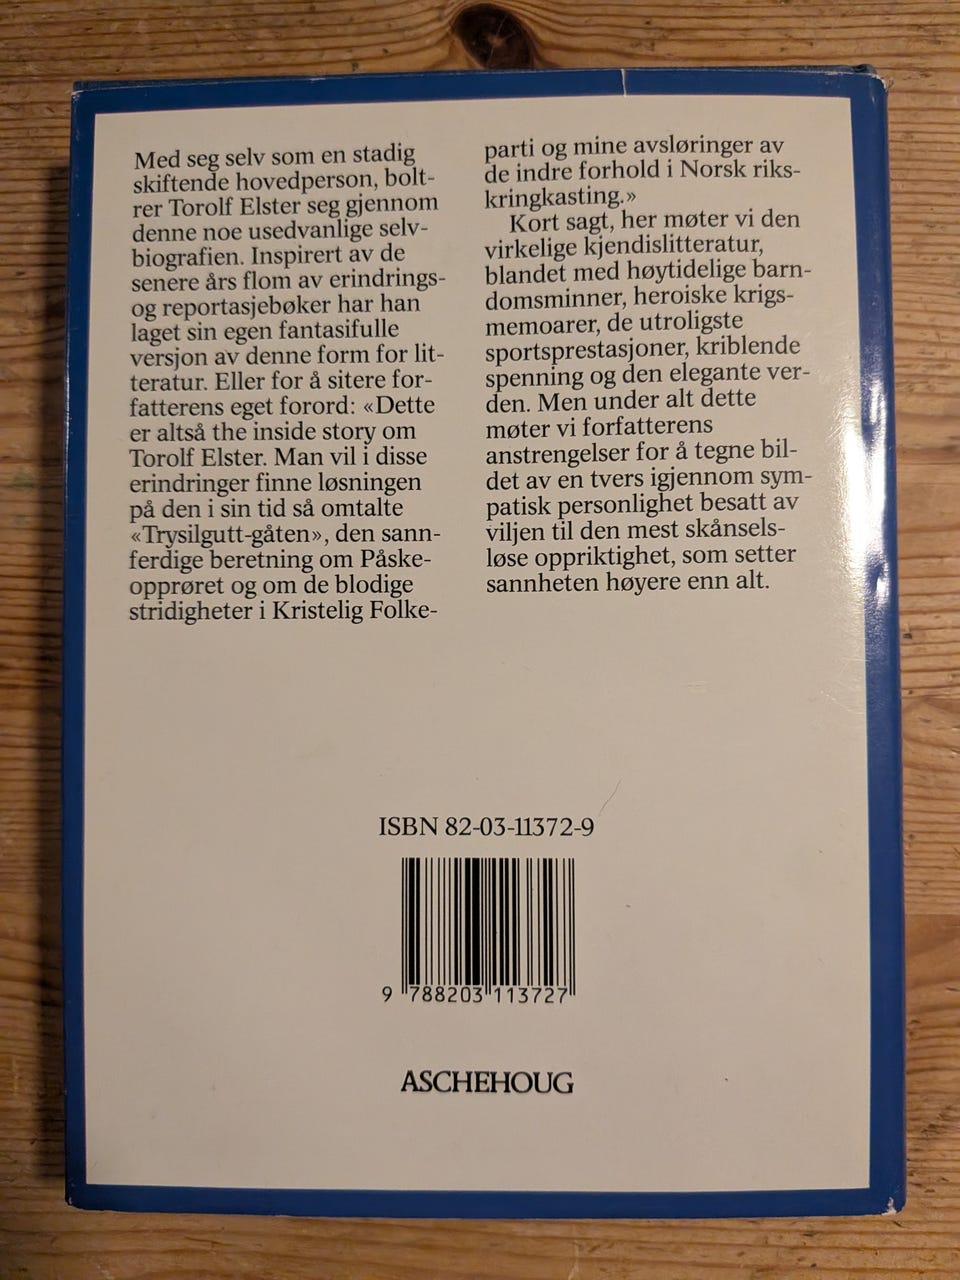 Med seg selv som en stadig
skiftende hovedperson, bolt-
rer Torolf Elster seg gjennom
denne noe usedvanlige selv-
biografien. Inspirert av de
senere års flom av erindrings-
og reportasjebøker har han
laget sin egen fantasifulle
versjon av denne form for lit-
teratur. Eller for å sitere for-
fatterens eget forord: «Dette
er altså the inside story om
Torolf Elster. Man vil i disse
erindringer finne løsningen
på den i sin tid så omtalte
«Trysilgutt-gåten», den sann-
ferdige beretning om Påske-
opprøret og om de blodige
stridigheter i Kristelig Folke-
parti og mine avsløringer av
de indre forhold i Norsk riks-
kringkasting.»
Kort sagt, her møter vi den
virkelige kjendislitteratur,
blandet med høytidelige barn-
domsminner, heroiske krigs-
memoarer, de utroligste
sportsprestasjoner, kriblende
spenning og den elegante ver-
den. Men under alt dette
møter vi forfatterens
anstrengelser for å tegne bil-
det av en tvers igjennom sym-
patisk personlighet besatt av
viljen til den mest skånsels-
løse oppriktighet, som setter
sannheten høyere enn alt.
ISBN 82-03-11372-9
9 788203 113727
ASCHEHOUG